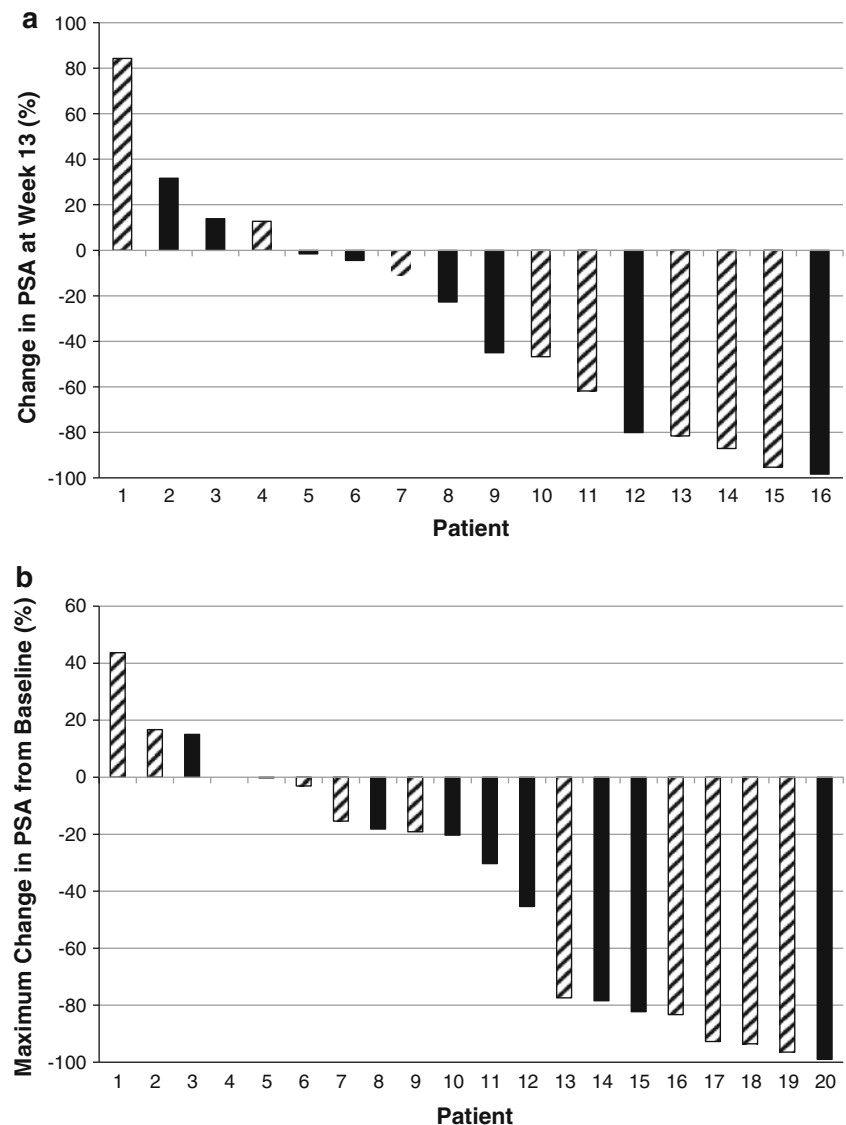 a
Change in PSA at Week 13 (%)
100
80
60
40
20
0
-20
-40
-60
-80
-100
1 2 3 4 5 6 7 8 9 10 11 12 13 14 15 16
Patient
b
Maximum Change in PSA from Baseline (%)
60
40
20
0
-20
-40
-60
-80
-100
1 2 3 4 5 6 7 8 9 10 11 12 13 14 15 16 17 18 19 20
Patient